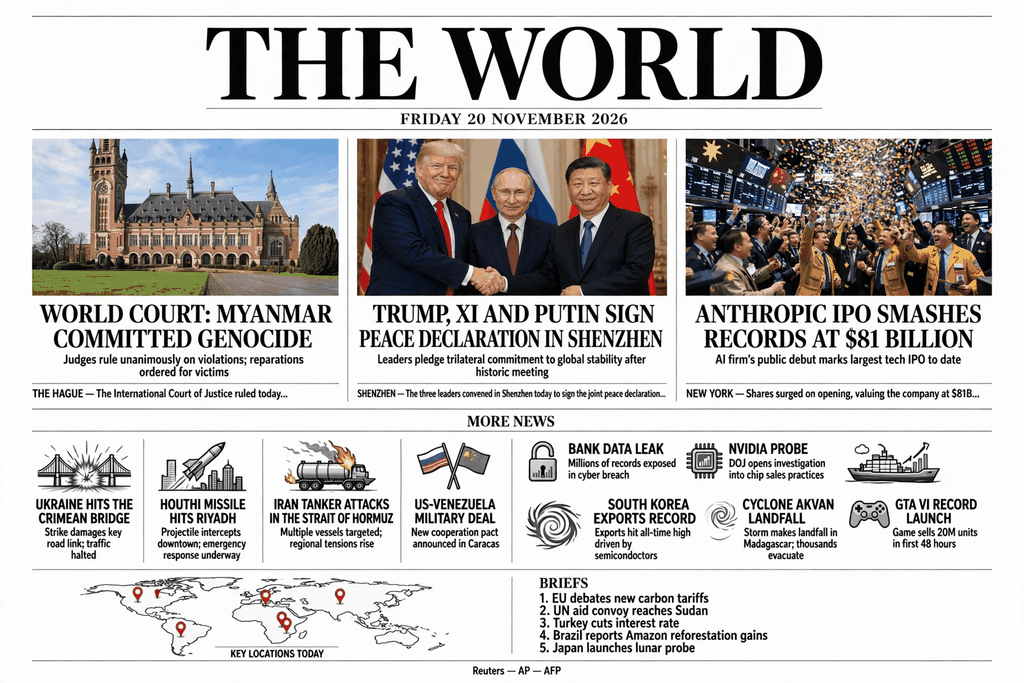 THE WORLD
FRIDAY 20 NOVEMBER 2026
WORLD COURT: MYANMAR
COMMITTED GENOCIDE
Judges rule unanimously on violations; reparations
ordered for victims
THE HAGUE — The International Court of Justice ruled today...
TRUMP, XI AND PUTIN SIGN
PEACE DECLARATION IN SHENZHEN
Leaders pledge trilateral commitment to global stability after
historic meeting
SHENZHEN — The three leaders convened in Shenzhen today to sign the joint peace declaration...
ANTHROPIC IPO SMASHES
RECORDS AT $81 BILLION
AI firm's public debut marks largest tech IPO to date
NEW YORK — Shares surged on opening, valuing the company at $81B...
MORE NEWS
UKRAINE HITS THE
CRIMEAN BRIDGE
Strike damages key
road link; traffic
halted
HOUTHI MISSILE
HITS RIYADH
Projectile intercepts
downtown; emergency
response underway
IRAN TANKER ATTACKS
IN THE STRAIT OF HORMUZ
Multiple vessels targeted;
regional tensions rise
US-VENEZUELA
MILITARY DEAL
New cooperation pact
announced in Caracas
BANK DATA LEAK
Millions of records exposed
in cyber breach
NVIDIA PROBE
DOJ opens investigation
into chip sales practices
SOUTH KOREA
EXPORTS RECORD
Exports hit all-time high
driven by
semiconductors
CYCLONE AKVAN
LANDFALL
Storm makes landfall in
Madagascar; thousands
evacuate
GTA VI RECORD
LAUNCH
Game sells 20M units
in first 48 hours
KEY LOCATIONS TODAY
BRIEFS
1. EU debates new carbon tariffs
2. UN aid convoy reaches Sudan
3. Turkey cuts interest rate
4. Brazil reports Amazon reforestation gains
5. Japan launches lunar probe
Reuters — AP — AFP